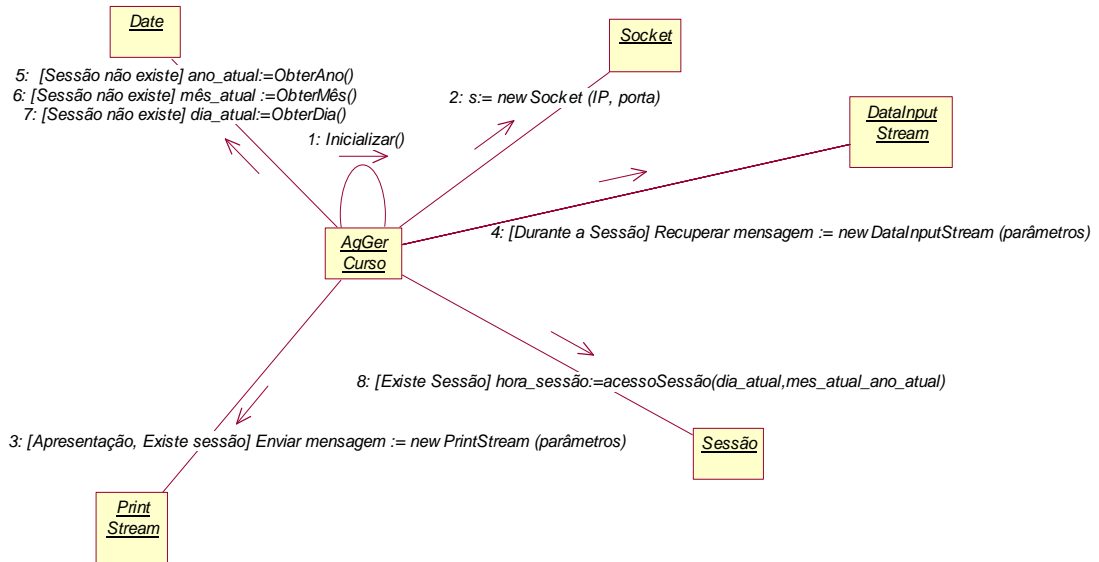 Date
Socket
5: [Sessão não existe] ano_atual:=ObterAno()
6: [Sessão não existe] mês_atual :=ObterMês()
7: [Sessão não existe] dia_atual:=ObterDia()
2: s:= new Socket (IP, porta)
DataInput
Stream
1: Inicializar()
4: [Durante a Sessão] Recuperar mensagem := new DataInputStream (parâmetros)
AgGer
Curso
8: [Existe Sessão] hora_sessão:=acessoSessão(dia_atual,mes_atual_ano_atual)
3: [Apresentação, Existe sessão] Enviar mensagem := new PrintStream (parâmetros)
Sessão
Print
Stream